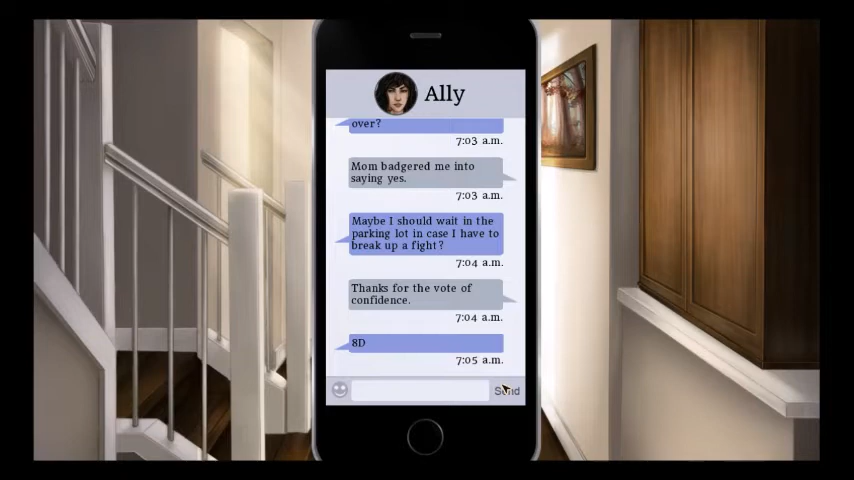 Ally
over?
7:03 a.m.
Mom badgered me into
saying yes.
7:03 a.m.
Maybe I should wait in the
parking lot in case I have to
break up a fight?
7:04 a.m.
Thanks for the vote of
confidence.
7:04 a.m.
8D
7:05 a.m.
Send